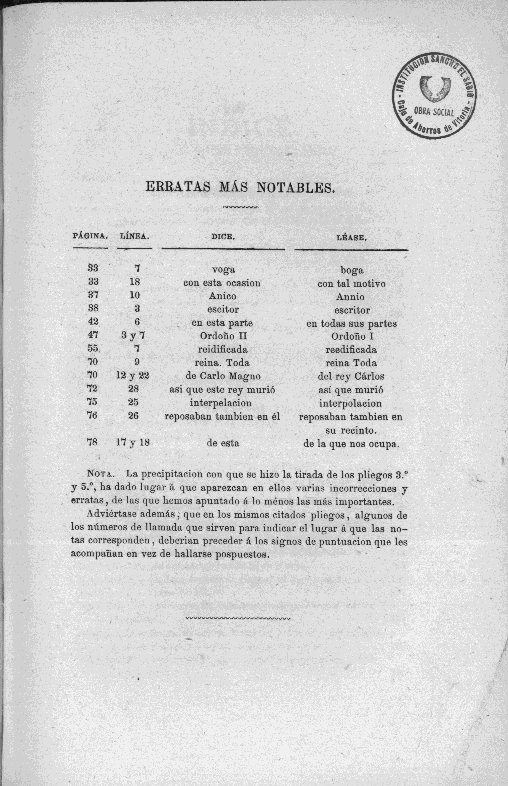 INSTITUCION SANCHO EL SABIO
OBRA SOCIAL
Caja de Ahorros de Vitoria
ERRATAS MÁS NOTABLES.
PÁGINA. LÍNEA. DICE. LÉASE.
33 7 voga boga
33 18 con esta ocasion con tal motivo
37 10 Anico Annio
38 3 escitor escritor
42 6 en esta parte en todas sus partes
47 3 y 7 Ordoño II Ordoño I
55 7 reidificada reedificada
70 9 reina. Toda reina Toda
70 12 y 22 de Carlo Magno del rey Cárlos
72 28 asi que este rey murió así que murió
75 25 interpelacion interpolacion
76 26 reposaban tambien en él reposaban tambien en
su recinto.
78 17 y 18 de esta de la que nos ocupa.
NOTA. La precipitacion con que se hizo la tirada de los pliegos 3.º
y 5.º, ha dado lugar á que aparezcan en ellos varias incorrecciones y
erratas, de las que hemos apuntado á lo ménos las más importantes.
Adviértase además; que en los mismos citados pliegos, algunos de
los números de llamada que sirven para indicar el lugar á que las no-
tas corresponden, deberian preceder á los signos de puntuacion que les
acompañan en vez de hallarse pospuestos.